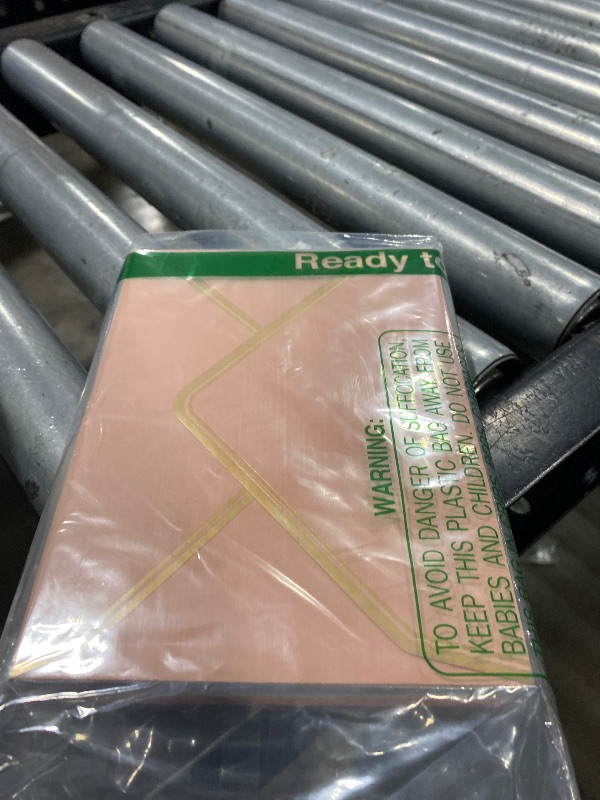 Ready to
WARNING:
TO AVOID DANGER OF SUFFOCATION,
KEEP THIS PLASTIC BAG AWAY FROM
BABIES AND CHILDREN. DO NOT USE